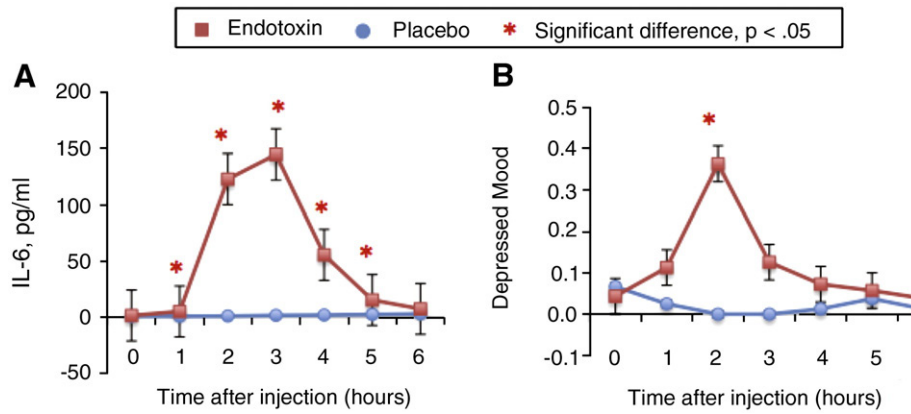 Endotoxin Placebo * Significant difference, p < .05
A
B
IL-6, pg/ml
200
150
100
50
0
-50
* * * * *
0 1 2 3 4 5 6
Time after injection (hours)
Depressed Mood
0.5
0.4
0.3
0.2
0.1
0.0
-0.1
*
0 1 2 3 4 5
Time after injection (hours)